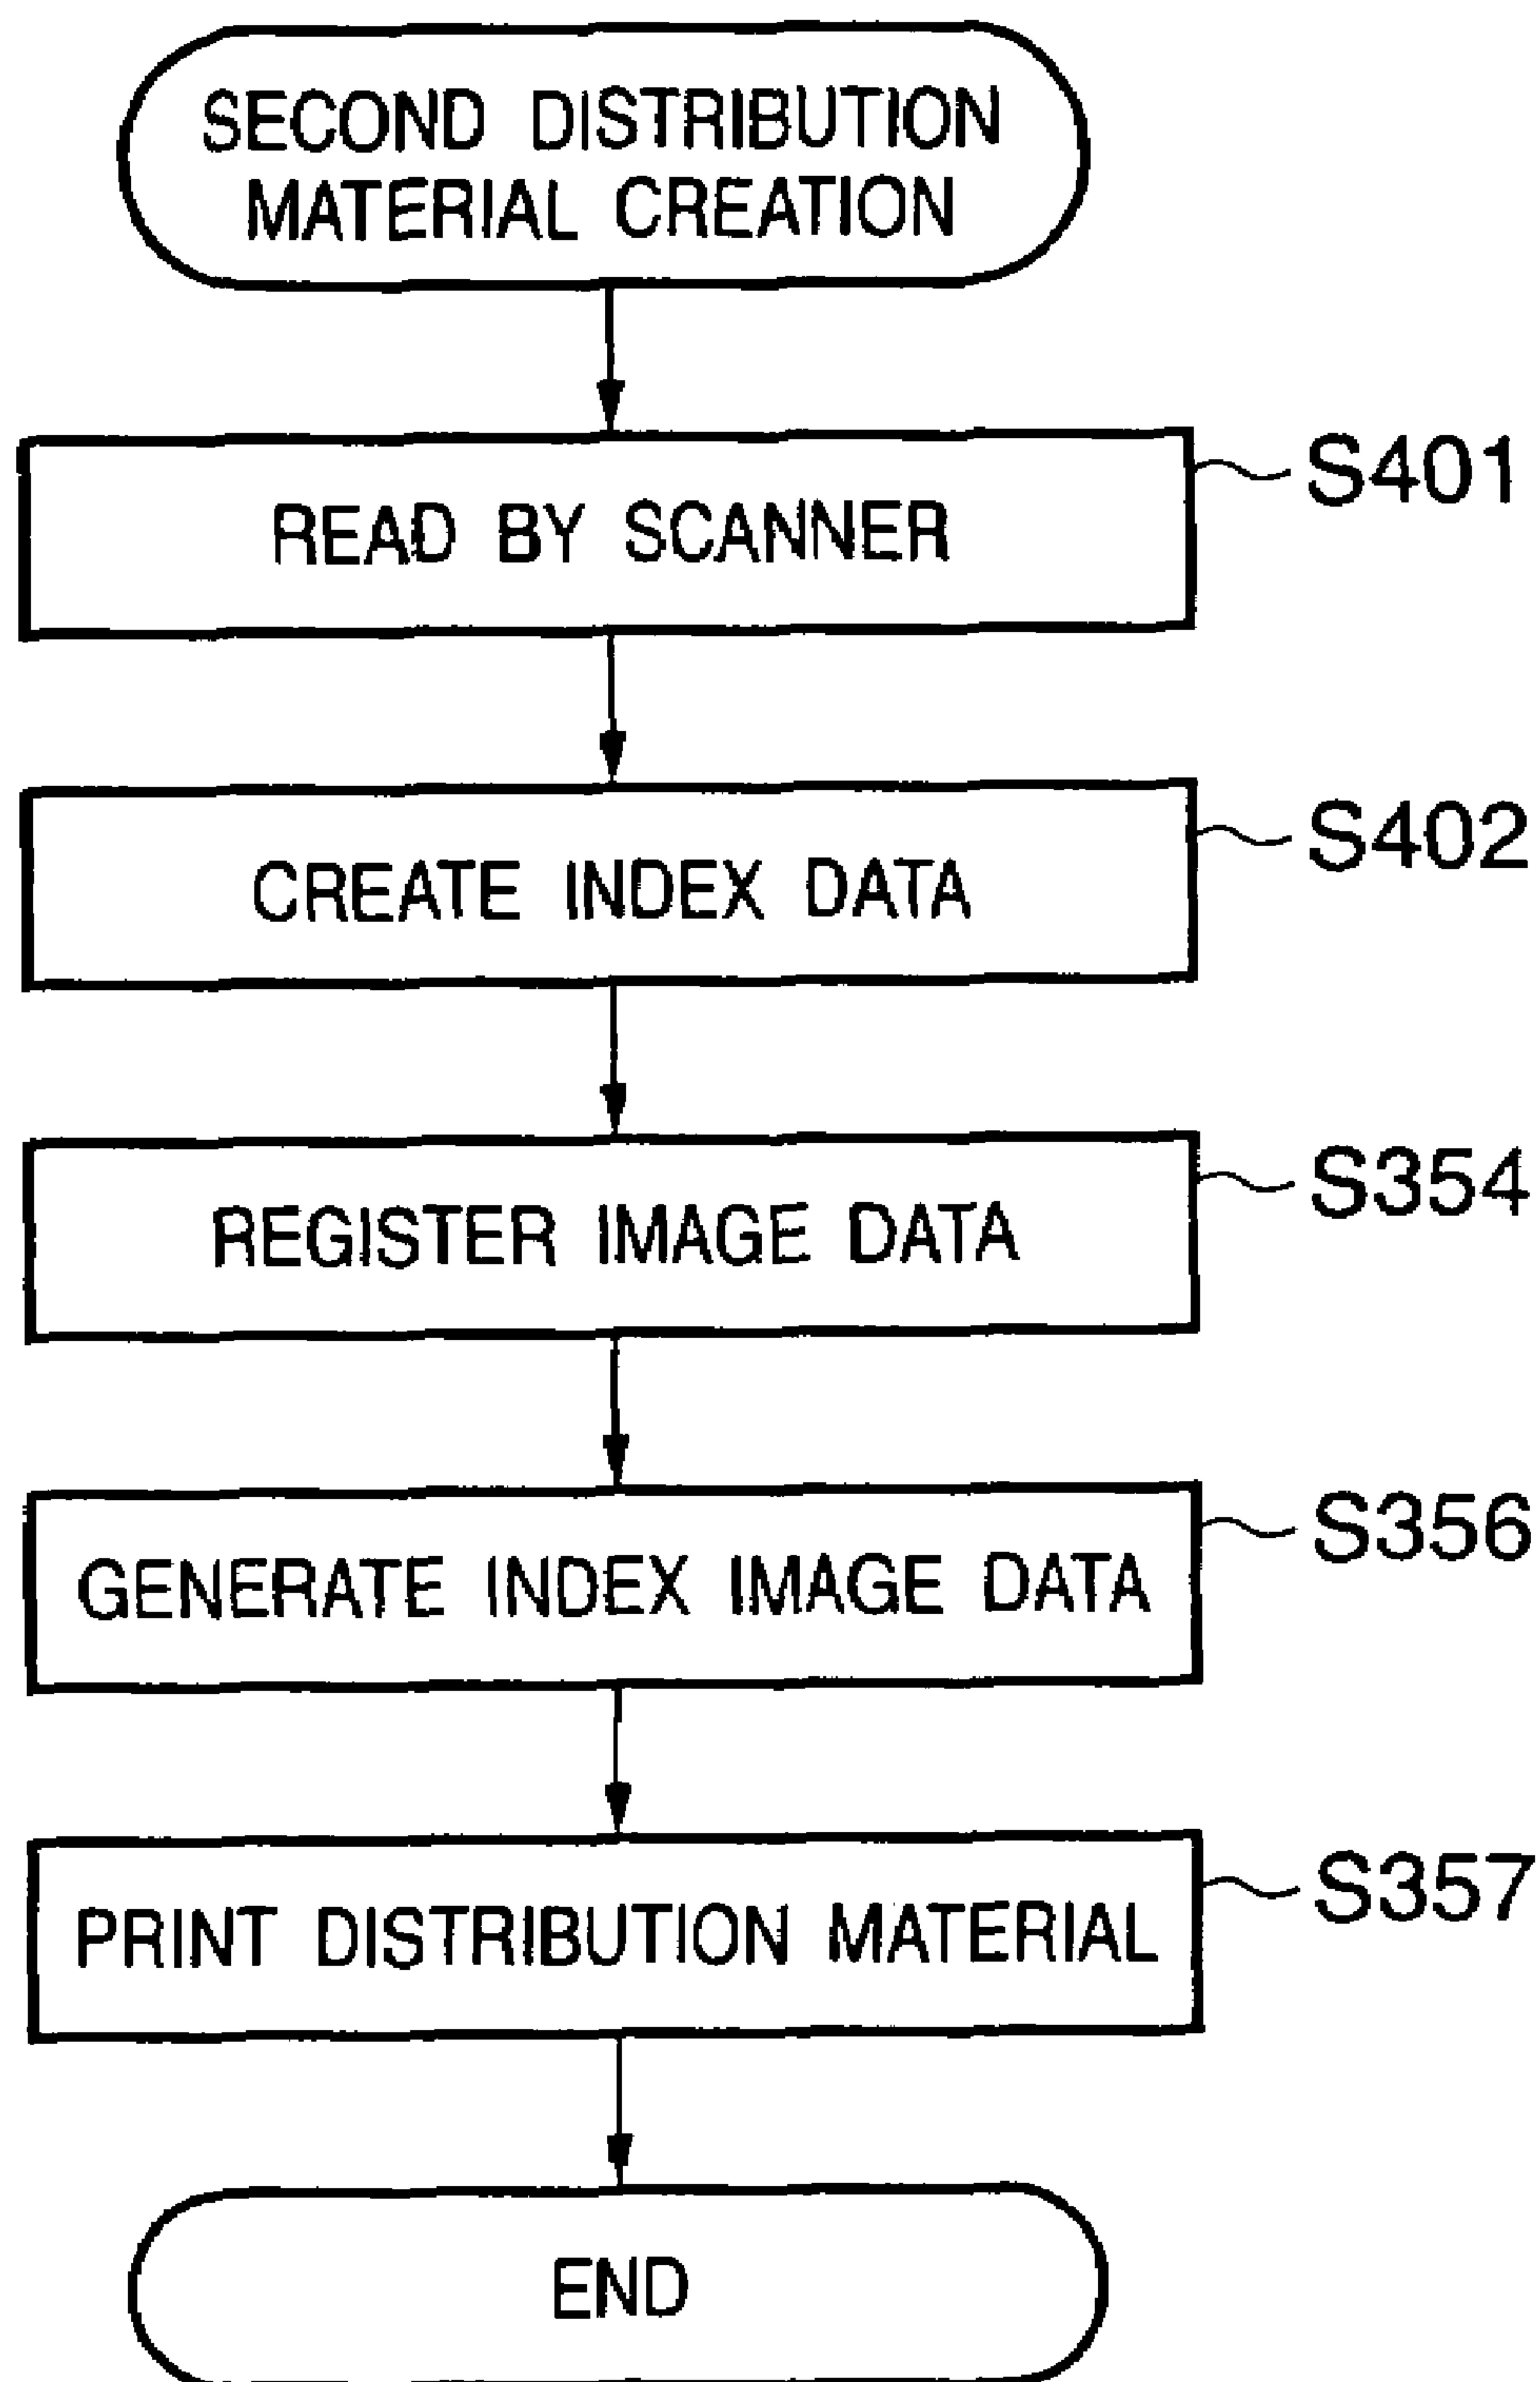 SECOND DISTRIBUTION
MATERIAL CREATION
READ BY SCANNER
S401
CREATE INDEX DATA
S402
REGISTER IMAGE DATA
S354
GENERATE INDEX IMAGE DATA
S356
PRINT DISTRIBUTION MATERIAL
S357
END